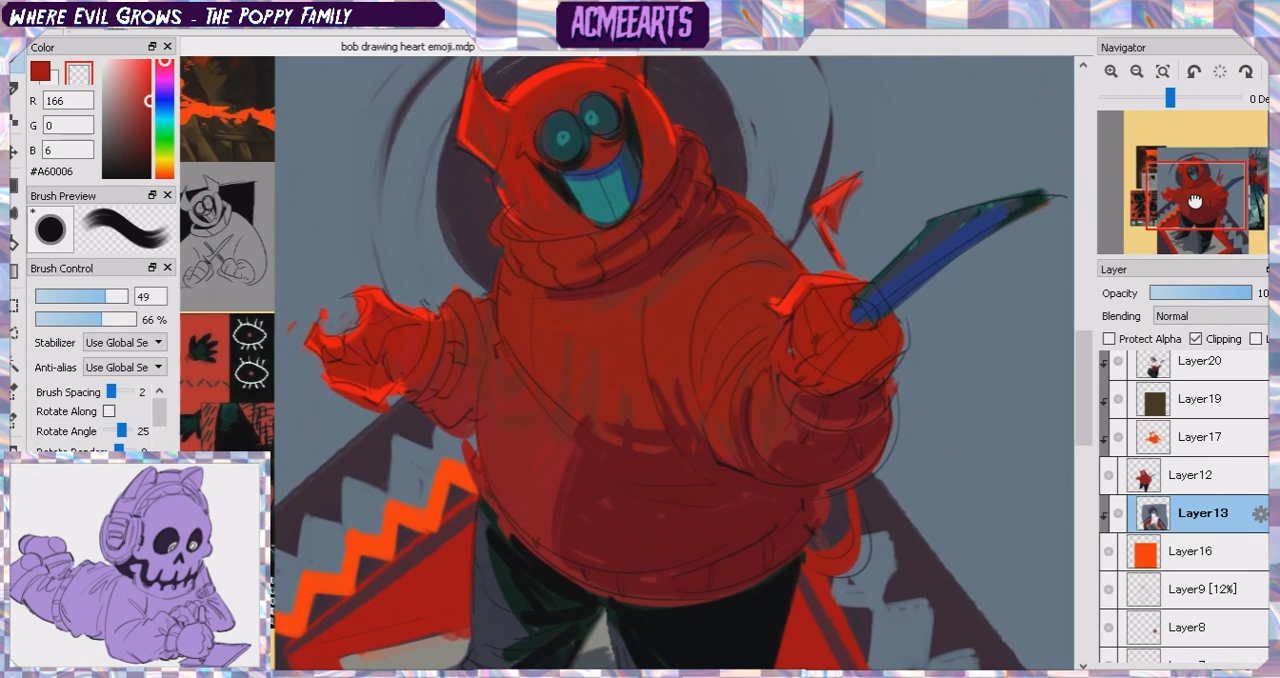 Where Evil Grows - The Poppy Family
ACMEEARTS
bob drawing heart emoji.mdp
Color
R 166
G 0
B 6
#A60006
Brush Preview
*
Brush Control
49
66 %
Stabilizer Use Global Se
Anti-alias Use Global Se
Brush Spacing 2
Rotate Along
Rotate Angle 25
Navigator
0 De
Layer
Opacity 10
Blending Normal
Protect Alpha Clipping L
Layer20
Layer19
Layer17
Layer12
Layer13
Layer16
Layer9 [12%]
Layer8